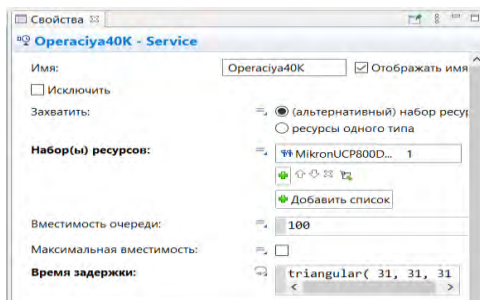 Свойства
Operaciya40K - Service
Имя: Operaciya40K Отображать имя
Исключить
Захватить: (альтернативный) набор ресур
ресурсы одного типа
Набор(ы) ресурсов: MikronUCP800D... 1
Добавить список
Вместимость очереди: 100
Максимальная вместимость:
Время задержки: triangular( 31, 31, 31